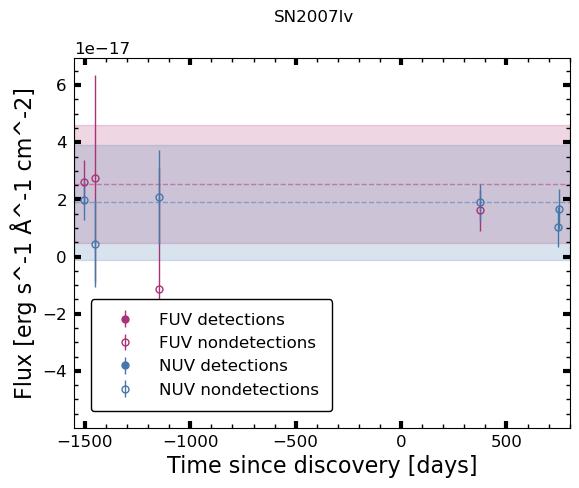 SN2007lv
1e−17
Flux [erg s^-1 Å^-1 cm^-2]
6
4
2
0
−2
−4
FUV detections
FUV nondetections
NUV detections
NUV nondetections
−1500 −1000 −500 0 500
Time since discovery [days]